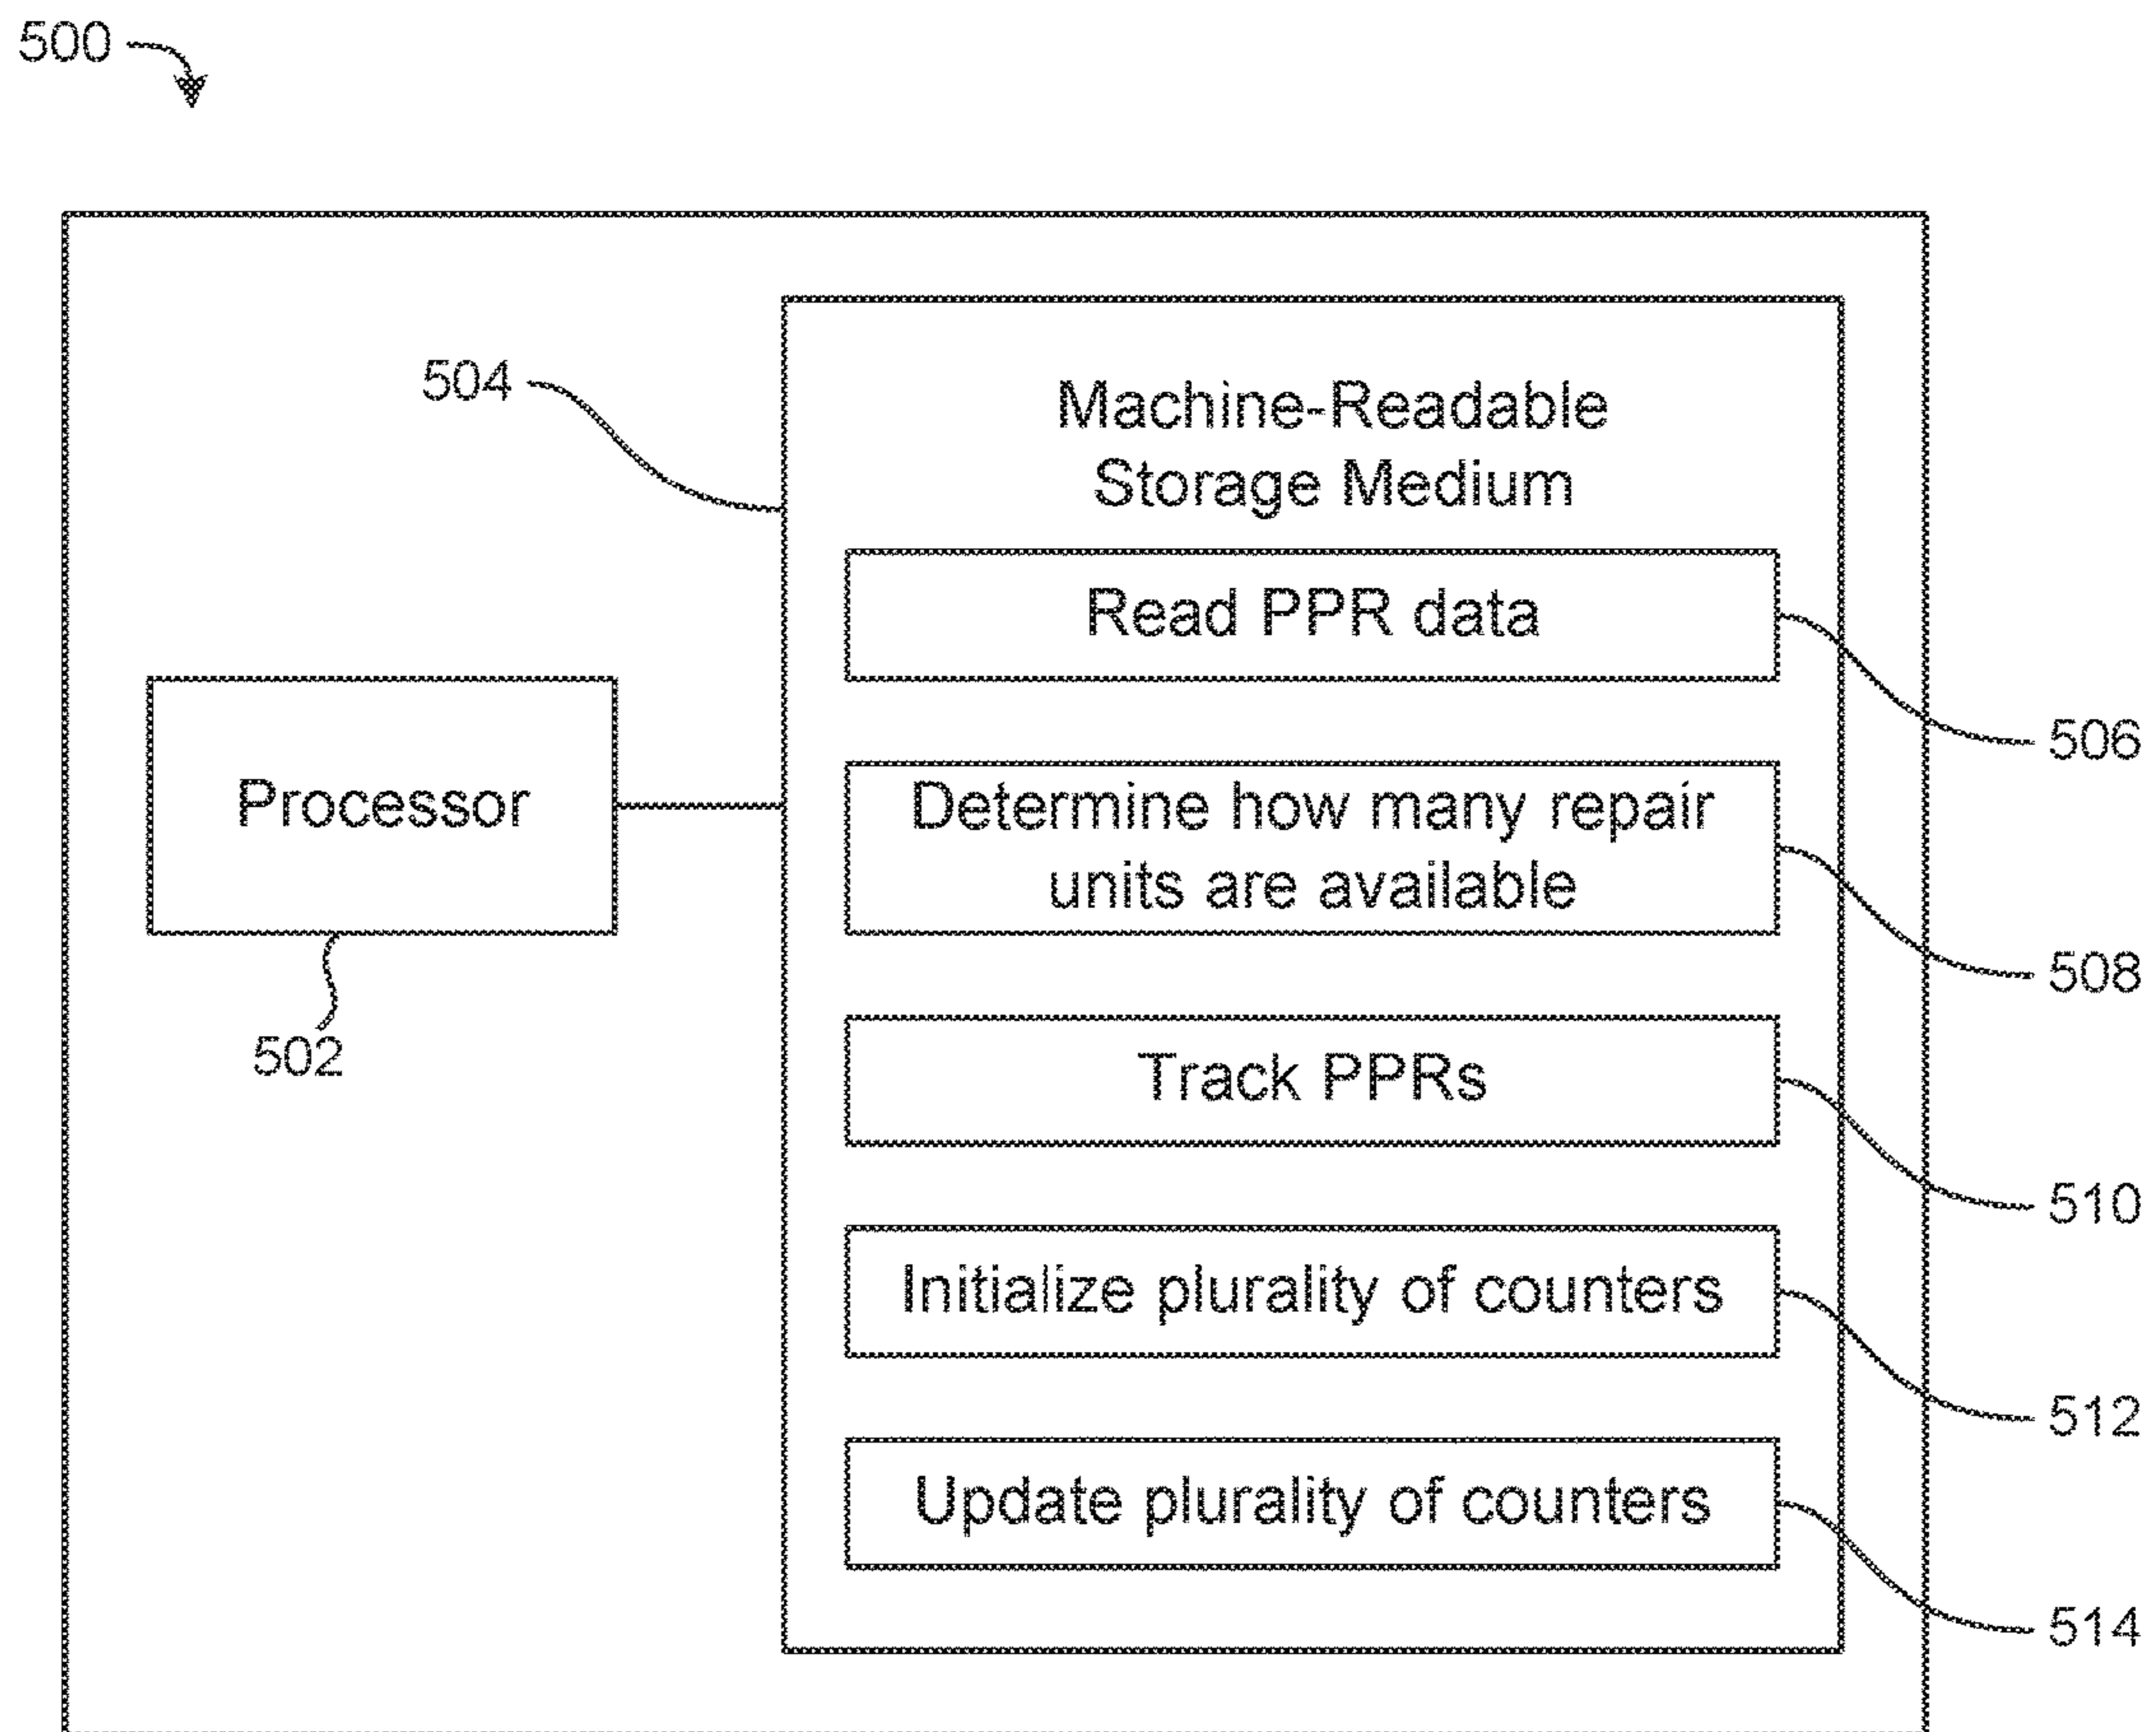 500
504
Machine-Readable
Storage Medium
Read PPR data
506
Processor
Determine how many repair
units are available
508
502
Track PPRs
510
Initialize plurality of counters
512
Update plurality of counters
514